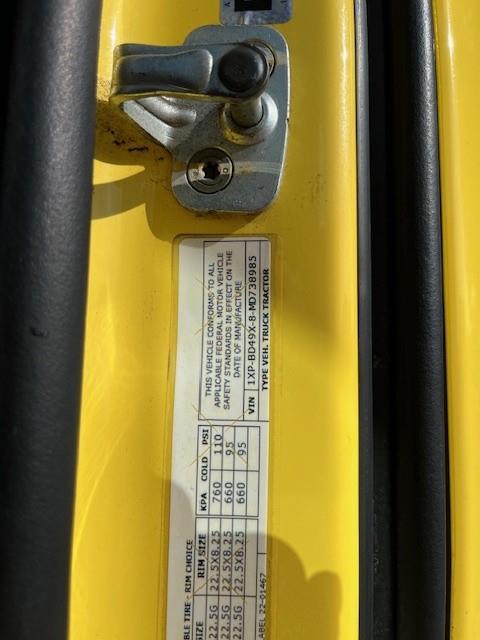 THIS VEHICLE CONFORMS TO ALL
APPLICABLE FEDERAL MOTOR VEHICLE
SAFETY STANDARDS IN EFFECT ON THE
DATE OF MANUFACTURE
VIN 1XP-BD49X-8-MD738985
TYPE VEH. TRUCK TRACTOR
BLE TIRE - RIM CHOICE
SIZE RIM SIZE KPA COLD PSI
22.5G 22.5X8.25 760 110
22.5G 22.5X8.25 660 95
22.5G 22.5X8.25 660 95
ABEL 22-01467